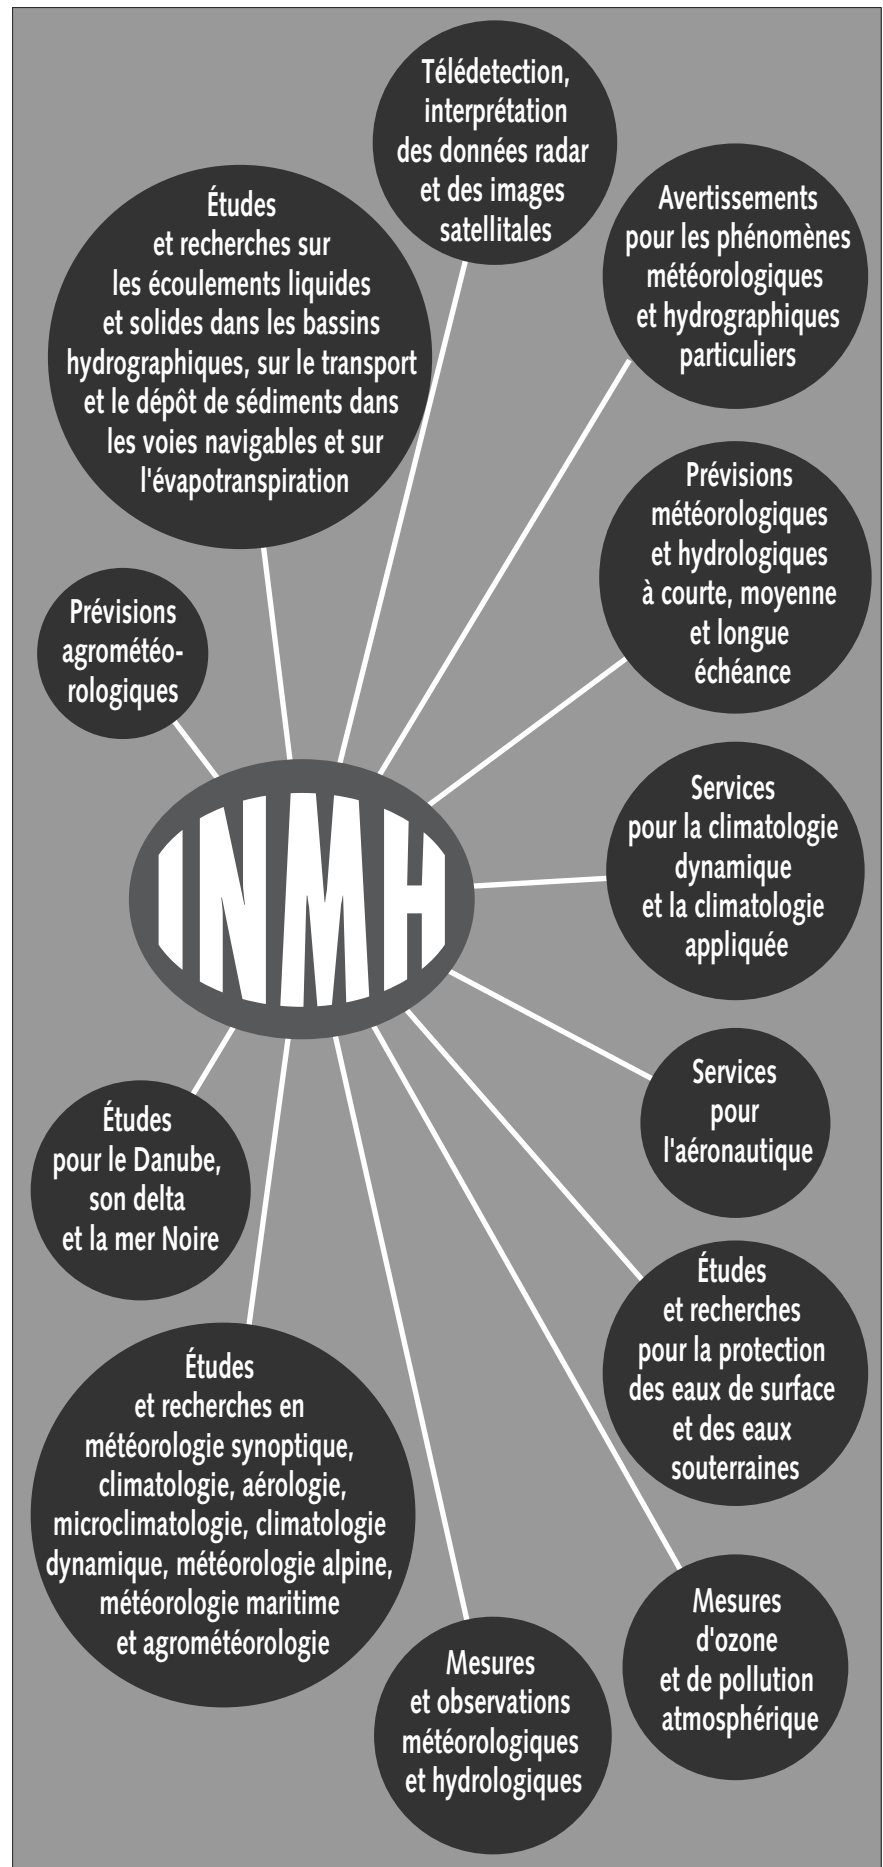 Télédetection,
interprétation
des données radar
et des images
satellitales
Avertissements
pour les phénomènes
météorologiques
et hydrographiques
particuliers
Études
et recherches sur
les écoulements liquides
et solides dans les bassins
hydrographiques, sur le transport
et le dépôt de sédiments dans
les voies navigables et sur
l'évapotranspiration
Prévisions
météorologiques
et hydrologiques
à courte, moyenne
et longue
échéance
Prévisions
agrométéo-
rologiques
INMH
Services
pour la climatologie
dynamique
et la climatologie
appliquée
Services
pour
l'aéronautique
Études
pour le Danube,
son delta
et la mer Noire
Études
et recherches
pour la protection
des eaux de surface
et des eaux
souterraines
Études
et recherches en
météorologie synoptique,
climatologie, aérologie,
microclimatologie, climatologie
dynamique, météorologie alpine,
météorologie maritime
et agrométéorologie
Mesures
et observations
météorologiques
et hydrologiques
Mesures
d'ozone
et de pollution
atmosphérique